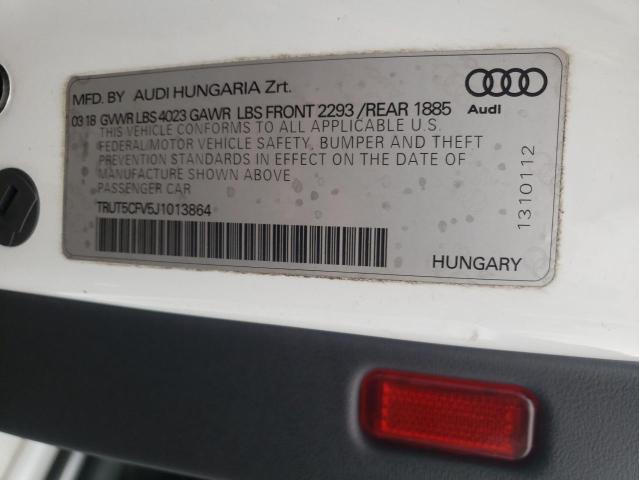 MFD. BY AUDI HUNGARIA Zrt.
03 18 GVWR LBS 4023 GAWR LBS FRONT 2293 /REAR 1885
THIS VEHICLE CONFORMS TO ALL APPLICABLE U.S.
FEDERAL MOTOR VEHICLE SAFETY, BUMPER AND THEFT
PREVENTION STANDARDS IN EFFECT ON THE DATE OF
MANUFACTURE SHOWN ABOVE.
PASSENGER CAR
TRUT5CFV5J1013864
HUNGARY
Audi
1310112